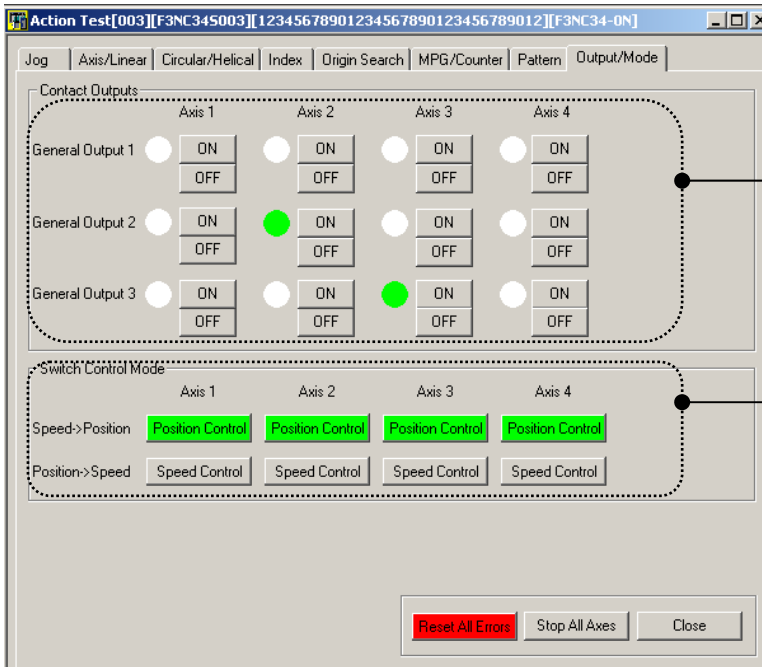 Action Test[003][F3NC34S003][12345678901234567890123456789012][F3NC34-0N]
Jog Axis/Linear Circular/Helical Index Origin Search MPG/Counter Pattern Output/Mode
Contact Outputs
Axis 1 Axis 2 Axis 3 Axis 4
General Output 1 ON ON ON ON
OFF OFF OFF OFF
General Output 2 ON ON ON ON
OFF OFF OFF OFF
General Output 3 ON ON ON ON
OFF OFF OFF OFF
Switch Control Mode
Axis 1 Axis 2 Axis 3 Axis 4
Speed->Position Position Control Position Control Position Control Position Control
Position->Speed Speed Control Speed Control Speed Control Speed Control
Reset All Errors Stop All Axes Close